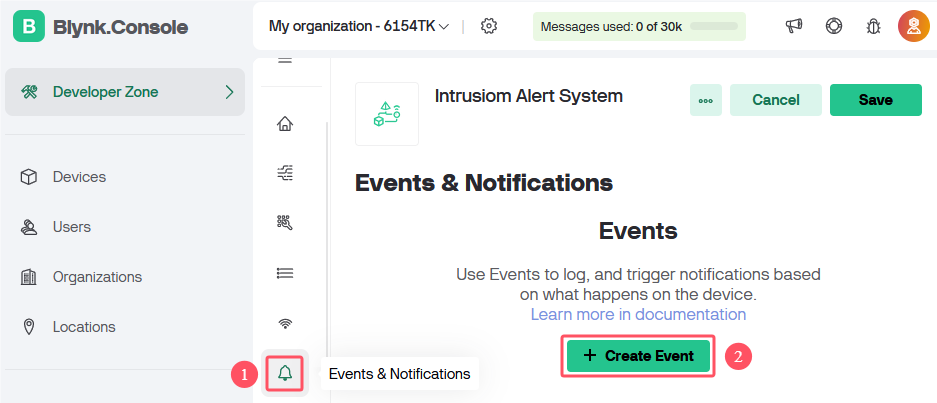 B Blynk.Console
My organization - 6154TK
Messages used: 0 of 30k
Developer Zone
Devices
Users
Organizations
Locations
Intrusiom Alert System
Cancel
Save
Events & Notifications
Events
Use Events to log, and trigger notifications based
on what happens on the device.
Learn more in documentation
+ Create Event
2
1
Events & Notifications